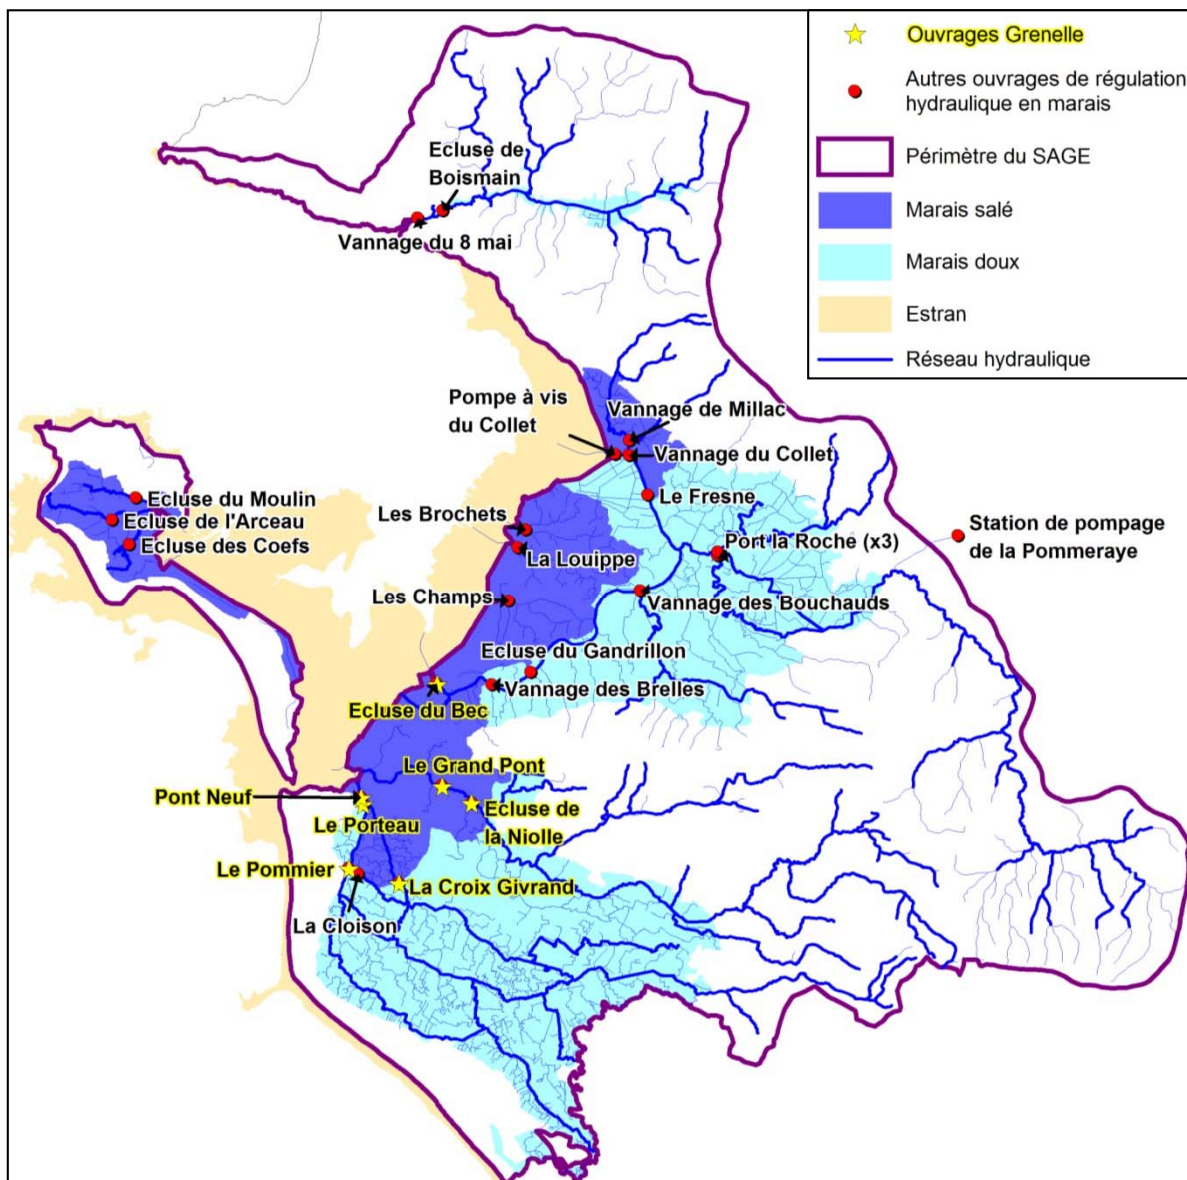 Ouvrages Grenelle
Autres ouvrages de régulation
hydraulique en marais
Périmètre du SAGE
Marais salé
Marais doux
Estran
Réseau hydraulique
Ecluse de
Boismain
Vannage du 8 mai
Pompe à vis
du Collet
Vannage de Millac
Vannage du Collet
Le Fresne
Ecluse du Moulin
Ecluse de l'Arceau
Ecluse des Coefs
Les Brochets
La Louippe
Port la Roche (x3)
Station de pompage
de la Pommeraye
Les Champs
Vannage des Bouchauds
Ecluse du Gandrillon
Vannage des Brelles
Ecluse du Bec
Le Grand Pont
Pont Neuf
Le Porteau
Ecluse de
la Niolle
Le Pommier
La Croix Givrand
La Cloison